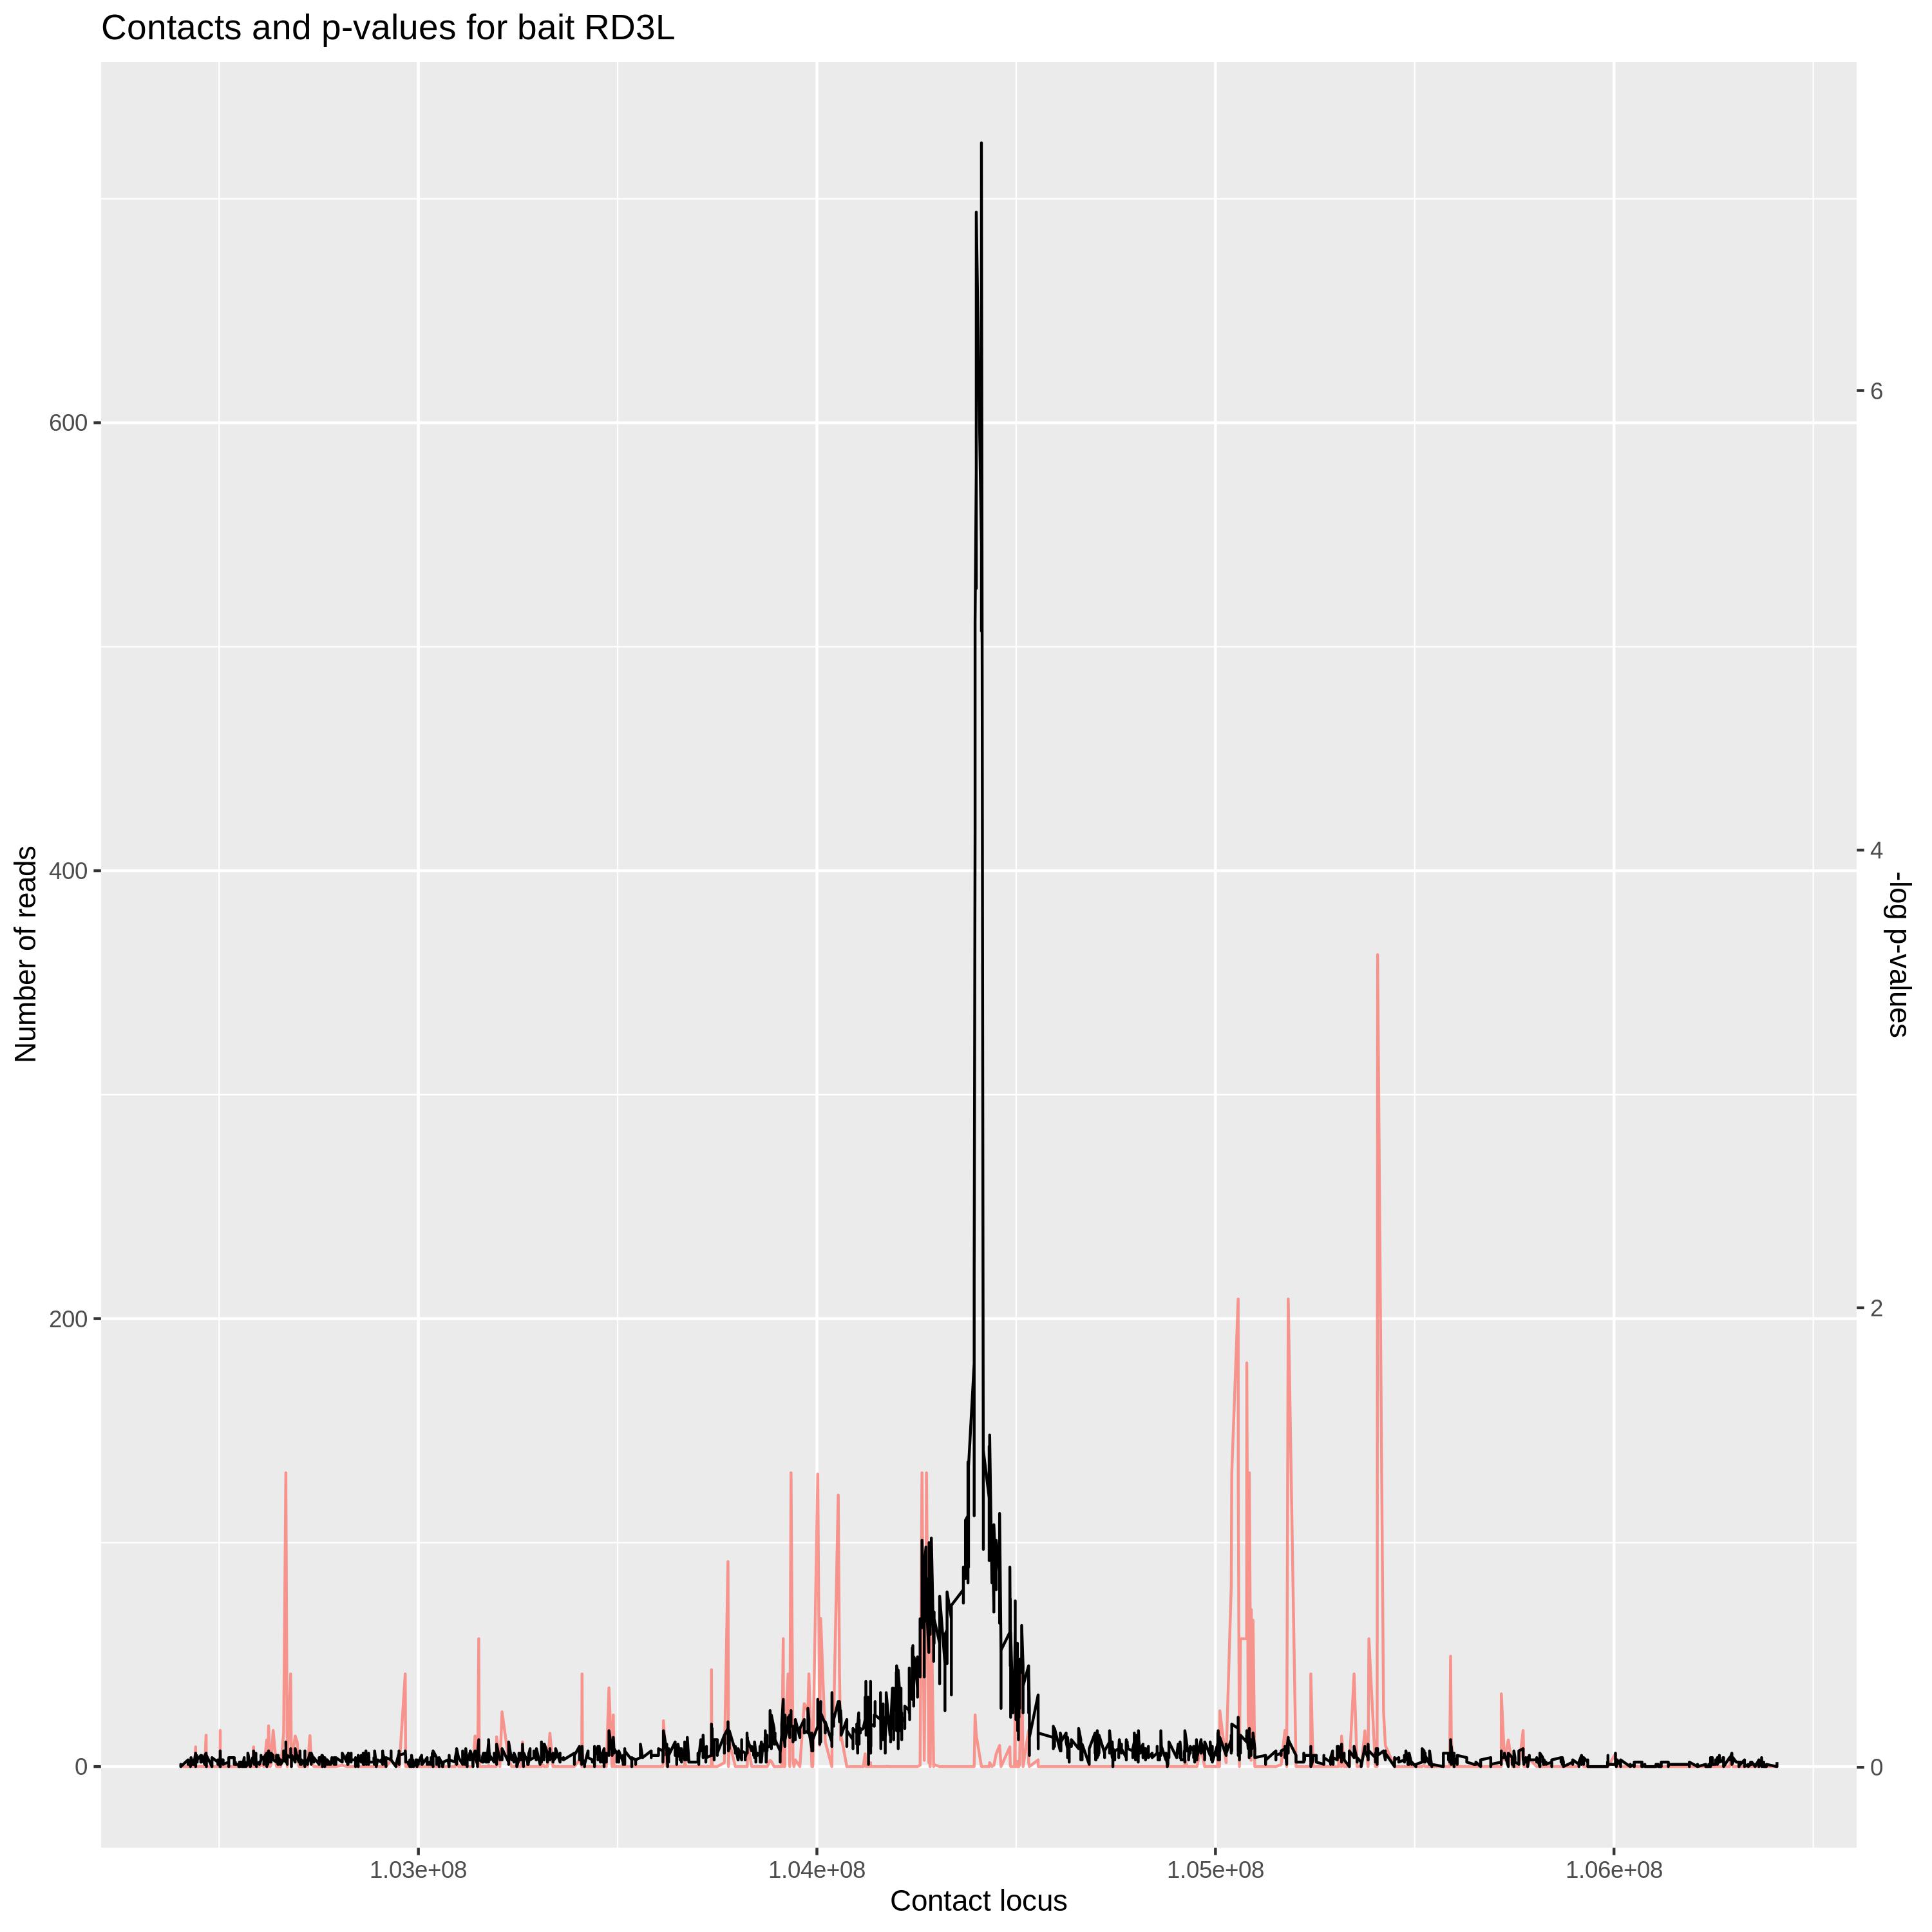 Contacts and p-values for bait RD3L
Number of reads
600
400
200
0
6
4
2
0
-log p-values
1.03e+08
1.04e+08
1.05e+08
1.06e+08
Contact locus